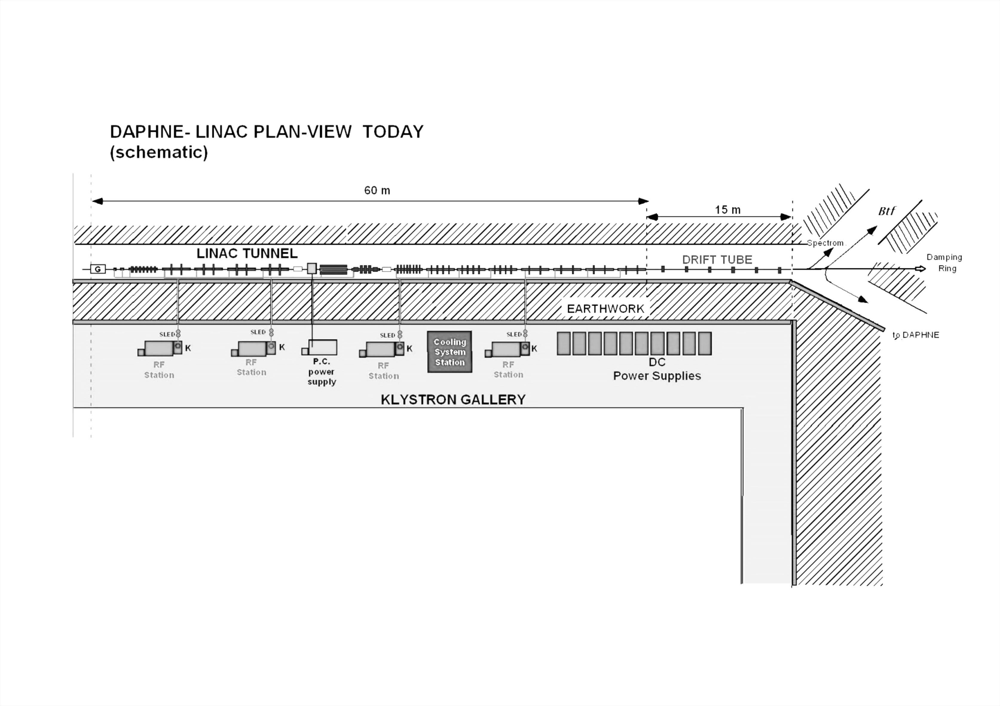 DAPHNE- LINAC PLAN-VIEW TODAY
(schematic)
60 m
15 m
Btf
Spectrom.
LINAC TUNNEL
DRIFT TUBE
Damping
Ring
G
EARTHWORK
to DAPHNE
SLED
K
RF
Station
SLED
K
RF
Station
P.C.
power
supply
SLED
K
RF
Station
Cooling
System
Station
SLED
K
RF
Station
DC
Power Supplies
KLYSTRON GALLERY